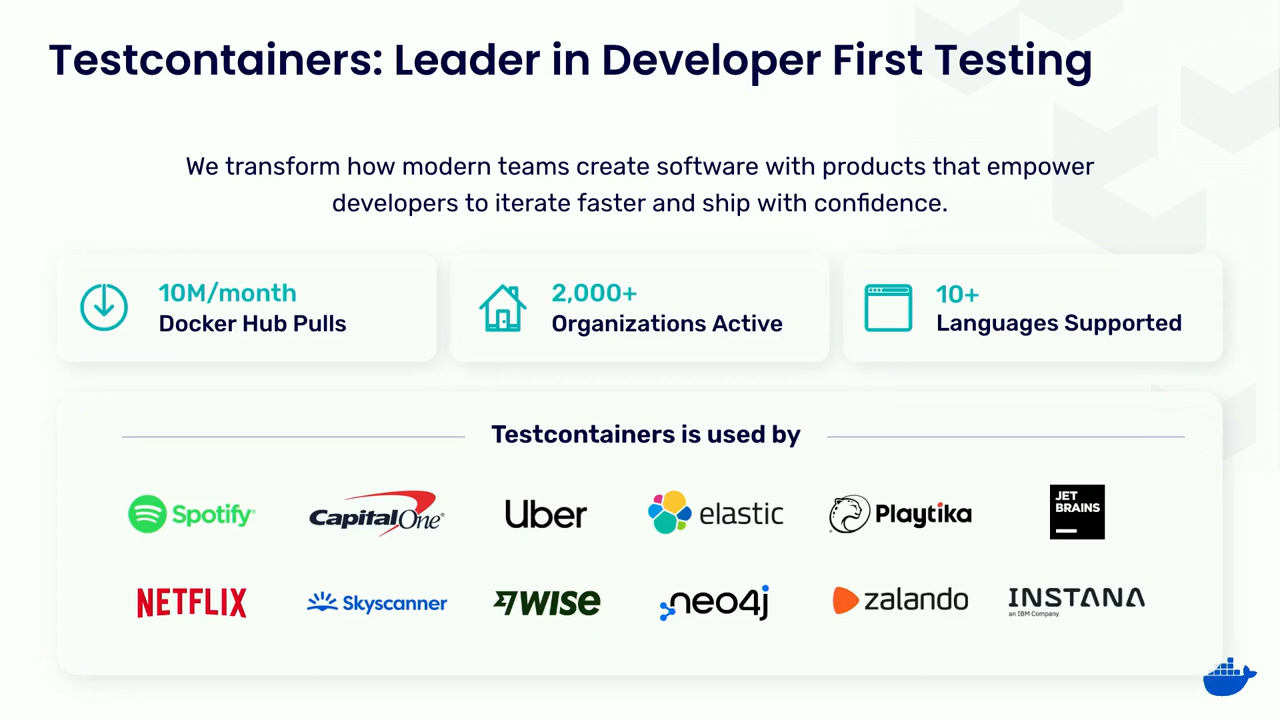 Testcontainers: Leader in Developer First Testing
We transform how modern teams create software with products that empower
developers to iterate faster and ship with confidence.
10M/month
Docker Hub Pulls
2,000+
Organizations Active
10+
Languages Supported
Testcontainers is used by
Spotify
Capital One
Uber
elastic
Playtika
JET
BRAINS
NETFLIX
Skyscanner
WISE
neo4j
zalando
INSTANA
an IBM Company